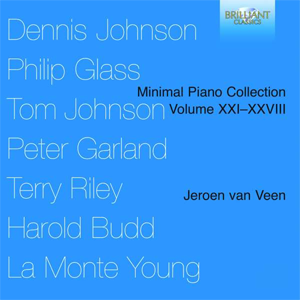 BRILLIANT
CLASSICS
Dennis Johnson
Philip Glass
Minimal Piano Collection
Tom Johnson
Volume XXI–XXVIII
Peter Garland
Terry Riley
Jeroen van Veen
Harold Budd
La Monte Young